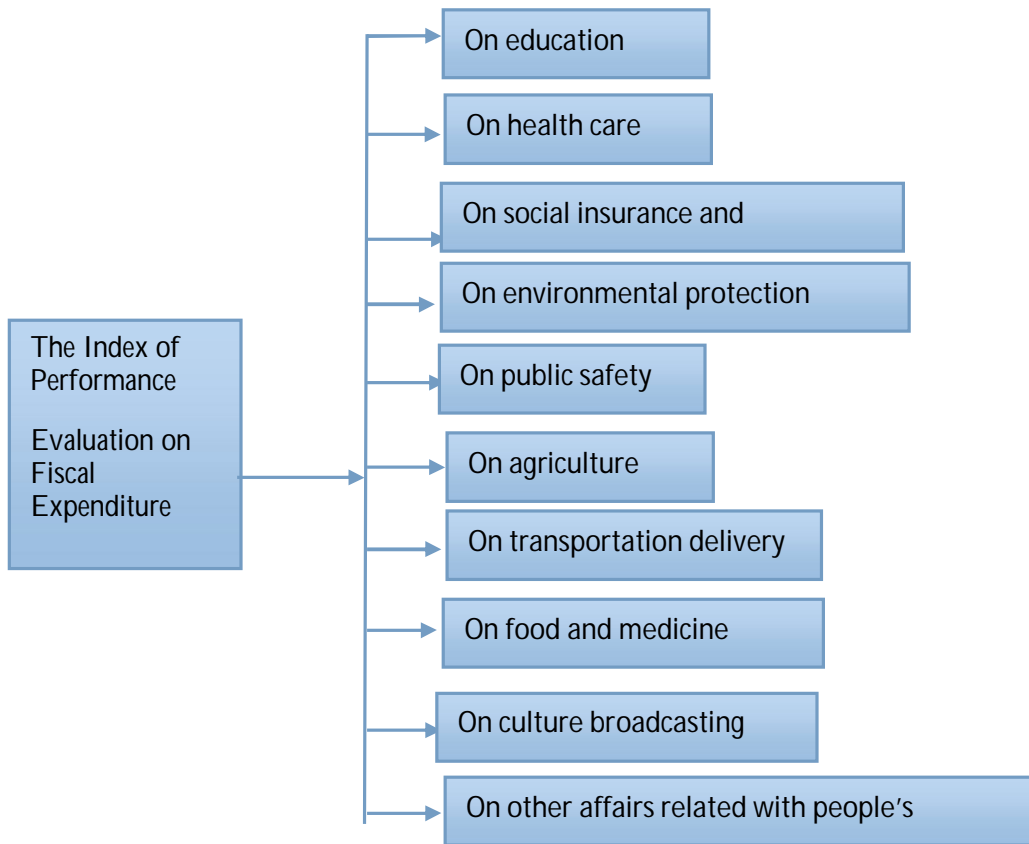 On education
On health care
On social insurance and
On environmental protection
The Index of
Performance
Evaluation on
Fiscal
Expenditure
On public safety
On agriculture
On transportation delivery
On food and medicine
On culture broadcasting
On other affairs related with people's